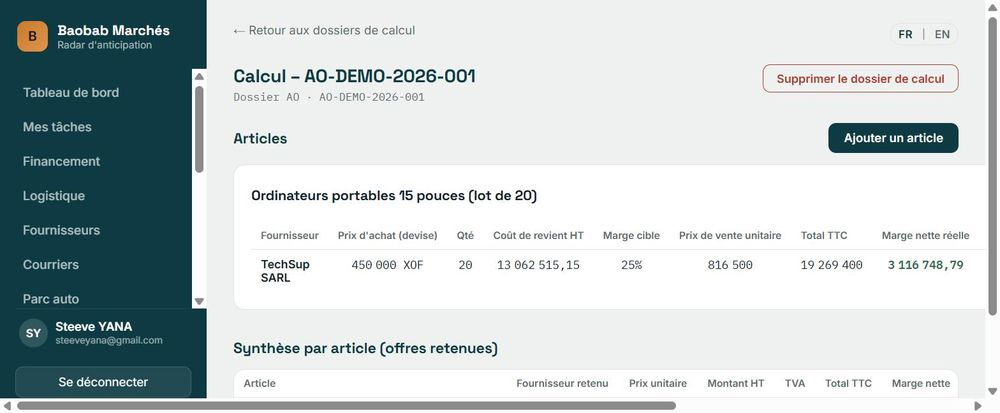 B
Baobab Marchés
Radar d'anticipation
Tableau de bord
Mes tâches
Financement
Logistique
Fournisseurs
Courriers
Parc auto
SY
Steeve YANA
steeveyana@gmail.com
Se déconnecter
← Retour aux dossiers de calcul
FR | EN
Calcul – AO-DEMO-2026-001
Supprimer le dossier de calcul
Dossier AO · AO-DEMO-2026-001
Articles
Ajouter un article
Ordinateurs portables 15 pouces (lot de 20)
Fournisseur Prix d'achat (devise) Qté Coût de revient HT Marge cible Prix de vente unitaire Total TTC Marge nette réelle
TechSup SARL 450 000 XOF 20 13 062 515,15 25% 816 500 19 269 400 3 116 748,79
Synthèse par article (offres retenues)
Article Fournisseur retenu Prix unitaire Montant HT TVA Total TTC Marge nette